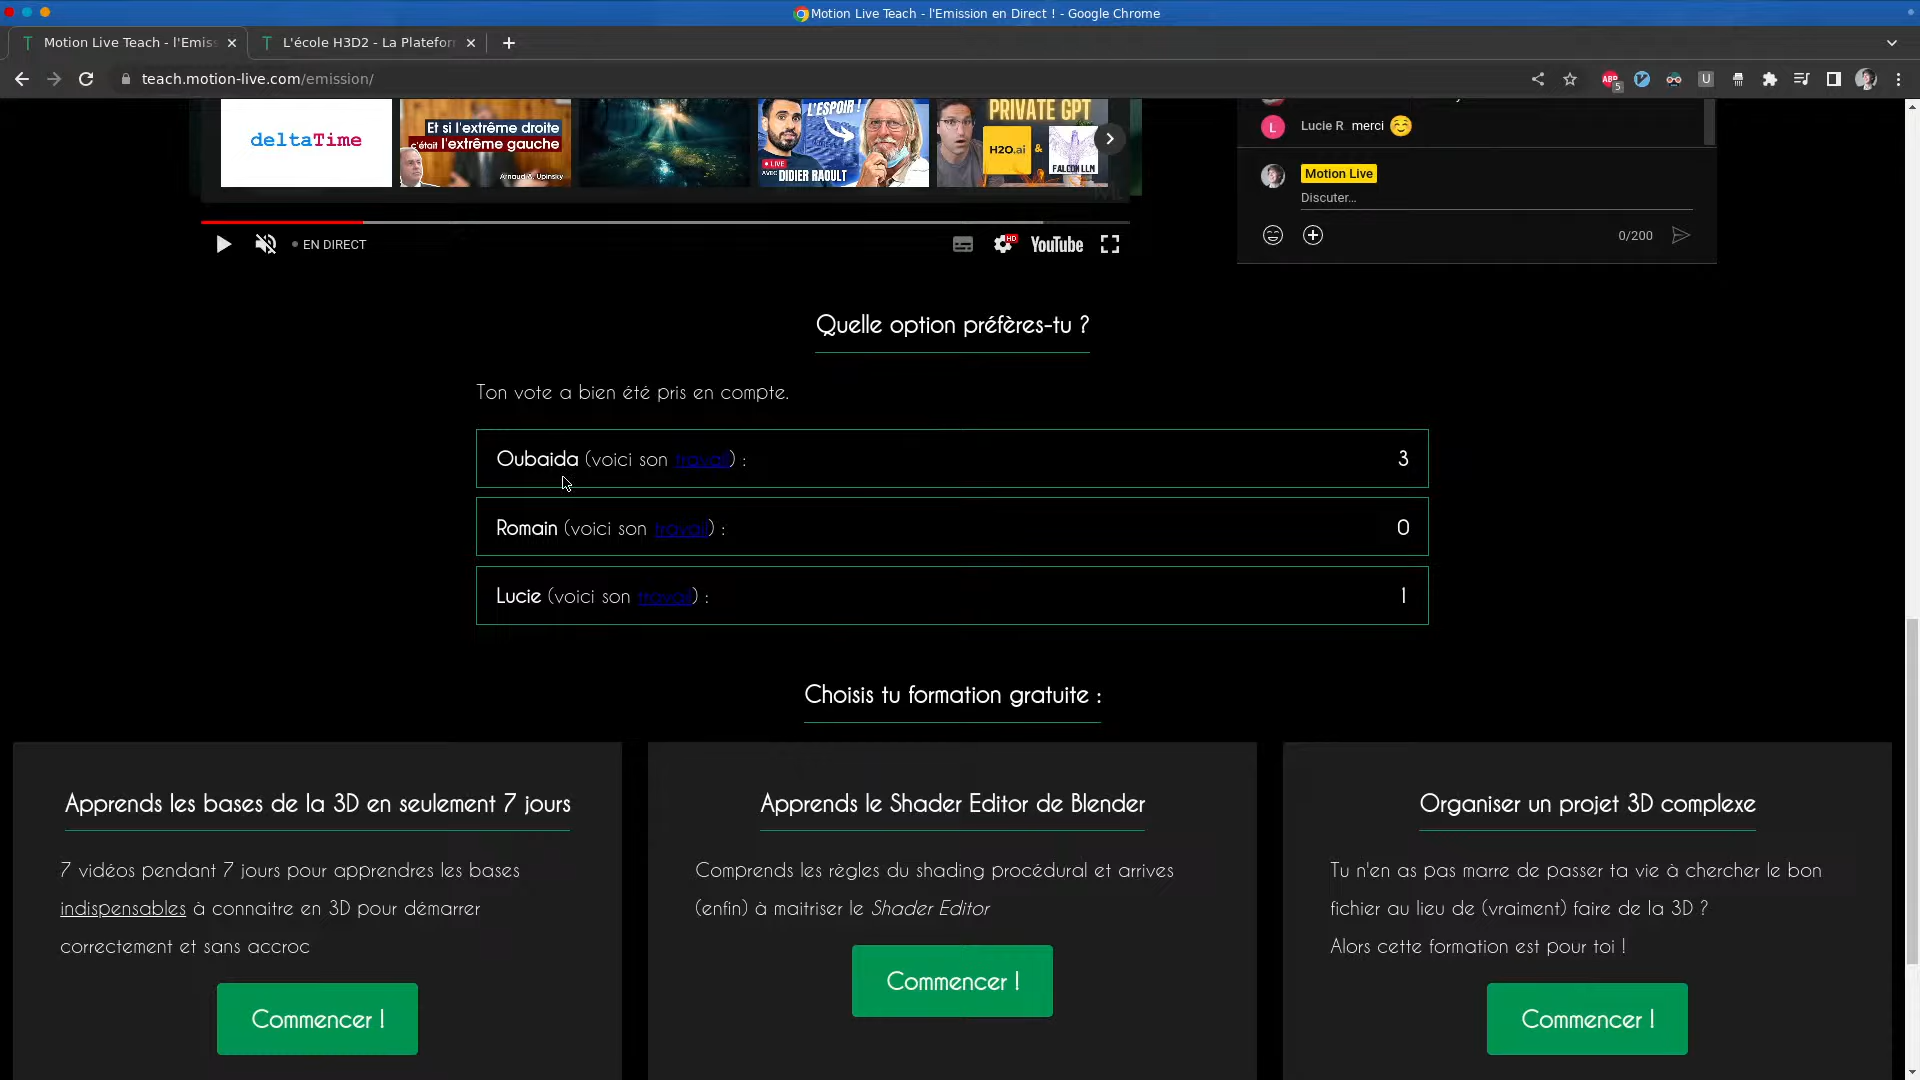 Motion Live Teach - l'Emission en Direct ! - Google Chrome
Motion Live Teach - l'Emiss
L'école H3D2 - La Platefor
teach.motion-live.com/emission/
5
U
deltaTime
Et si l'extrême droite
c'était l'extrême gauche
Arnaud A. Upinsky
L'ESPOIR !
LIVE
AVEC
DIDIER RAOULT
PRIVATE GPT
H2O.ai &
FALCON LLM
L
Lucie R merci
Motion Live
Discuter...
0/200
EN DIRECT
HD
YouTube
Quelle option préfères-tu ?
Ton vote a bien été pris en compte.
Oubaida (voici son travail) :
3
Romain (voici son travail) :
0
Lucie (voici son travail) :
1
Choisis tu formation gratuite :
Apprends les bases de la 3D en seulement 7 jours
7 vidéos pendant 7 jours pour apprendres les bases
indispensables à connaitre en 3D pour démarrer
correctement et sans accroc
Commencer !
Apprends le Shader Editor de Blender
Comprends les règles du shading procédural et arrives
(enfin) à maitriser le Shader Editor
Commencer !
Organiser un projet 3D complexe
Tu n'en as pas marre de passer ta vie à chercher le bon
fichier au lieu de (vraiment) faire de la 3D ?
Alors cette formation est pour toi !
Commencer !